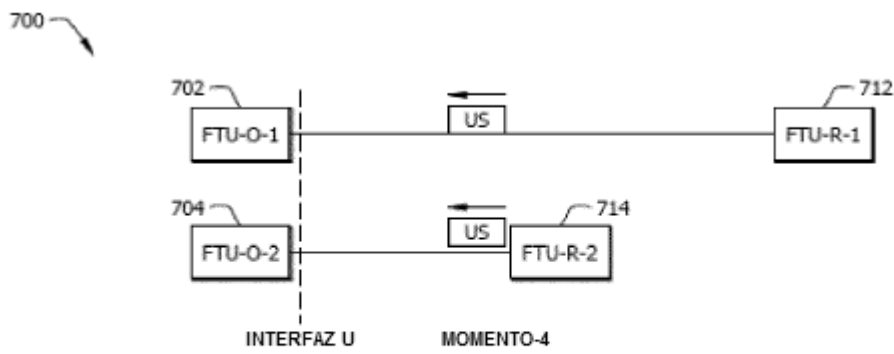 700
702
712
US
FTU-O-1
FTU-R-1
704
714
US
FTU-O-2
FTU-R-2
INTERFAZ U
MOMENTO-4